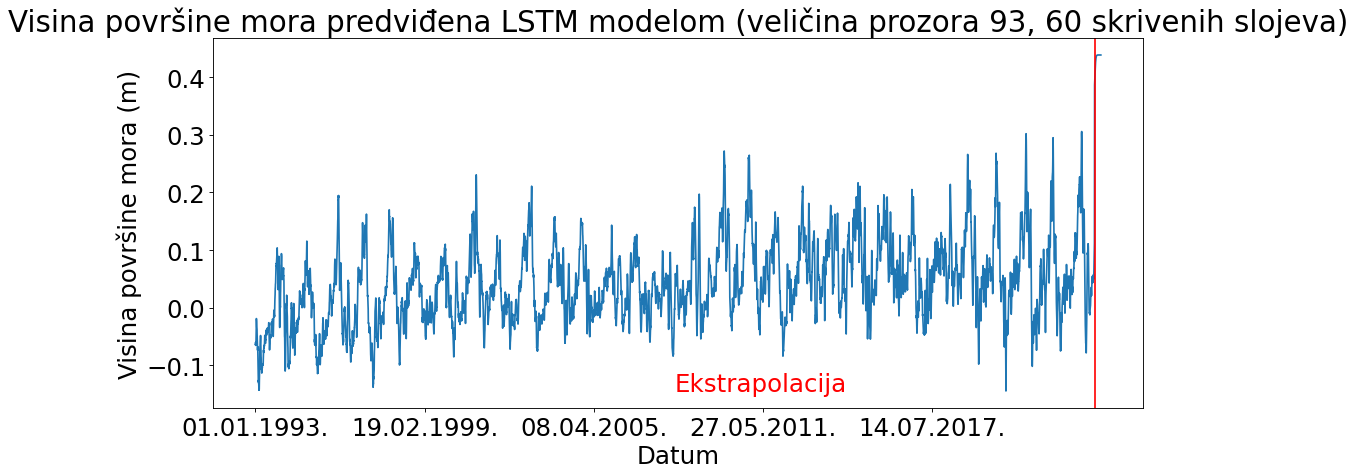 Visina površine mora predviđena LSTM modelom (veličina prozora 93, 60 skrivenih slojeva)
Visina površine mora (m)
0.4
0.3
0.2
0.1
0.0
−0.1
Ekstrapolacija
01.01.1993. 19.02.1999. 08.04.2005. 27.05.2011. 14.07.2017.
Datum